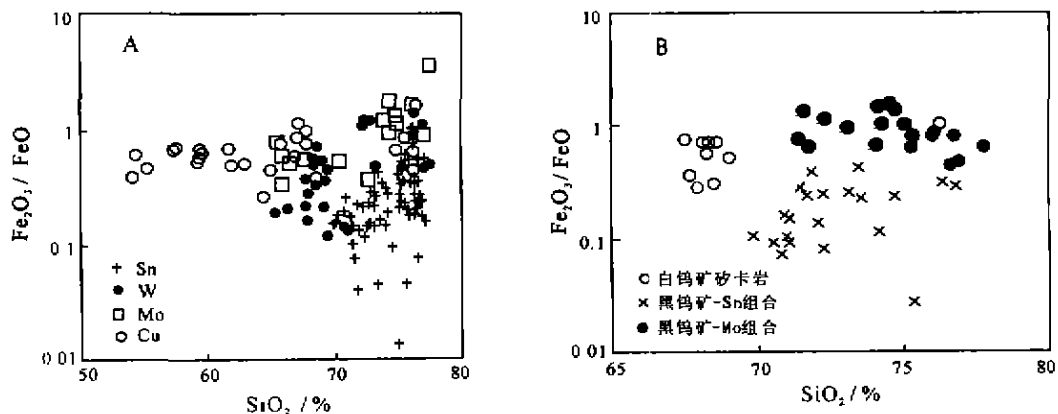 10
A
1
0 1
0 01
Fe2O3 / FeO
+ Sn
● W
□ Mo
○ Cu
50 60 70 80
SiO2 / %
10
B
1
0.1
0 01
Fe2O3 / FeO
○ 白钨矿矽卡岩
× 黑钨矿-Sn组合
● 黑钨矿-Mo组合
65 70 75 80
SiO2 / %